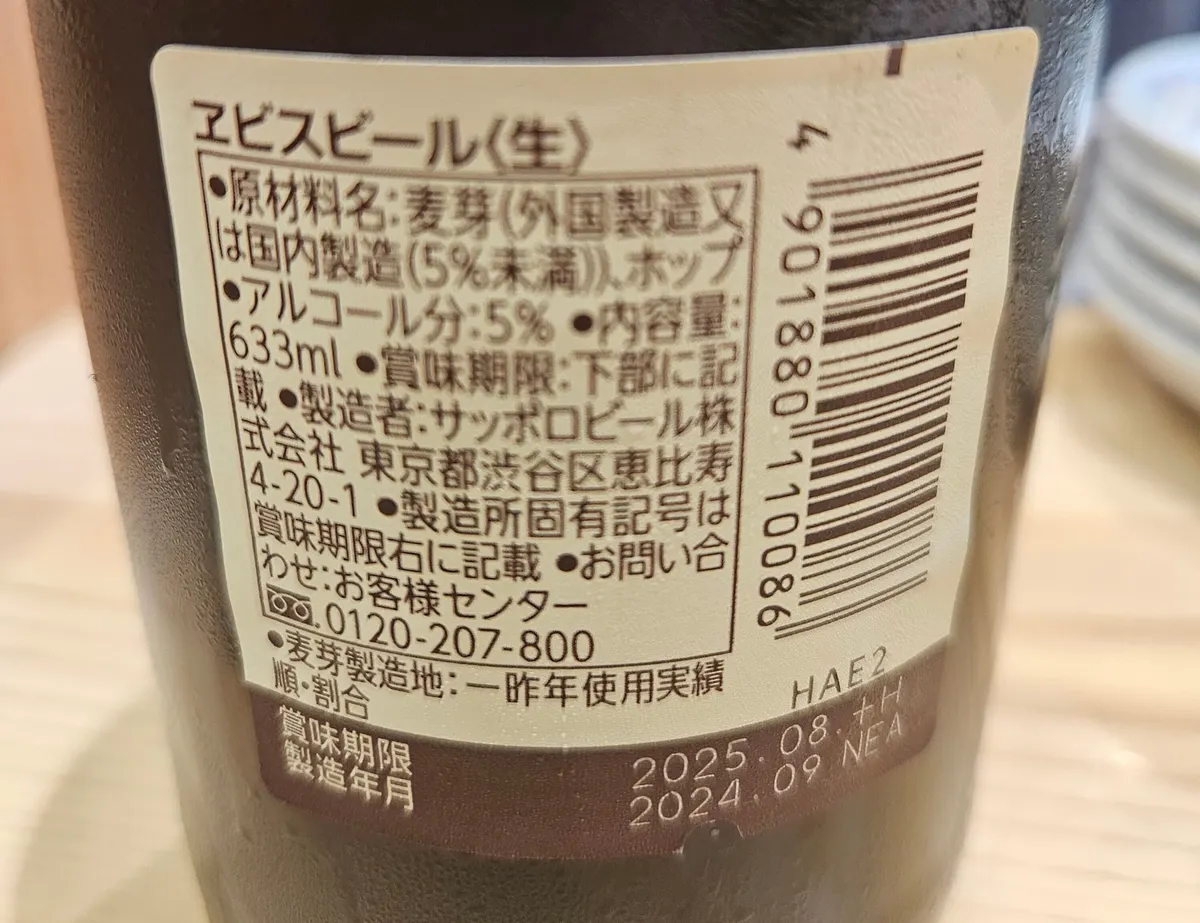 ヱビスビール〈生〉
●原材料名:麦芽(外国製造又
は国内製造(5%未満))、ホップ
●アルコール分:5% ●内容量:
633ml ●賞味期限:下部に記
載 ●製造者:サッポロビール株
式会社 東京都渋谷区恵比寿
4-20-1 ●製造所固有記号は
賞味期限右に記載 ●お問い合
わせ:お客様センター
0120-207-800
●麦芽製造地:一昨年使用実績
順・割合
賞味期限
製造年月
4 901880 110086
HAE2
2025.08.+H
2024.09 NEA